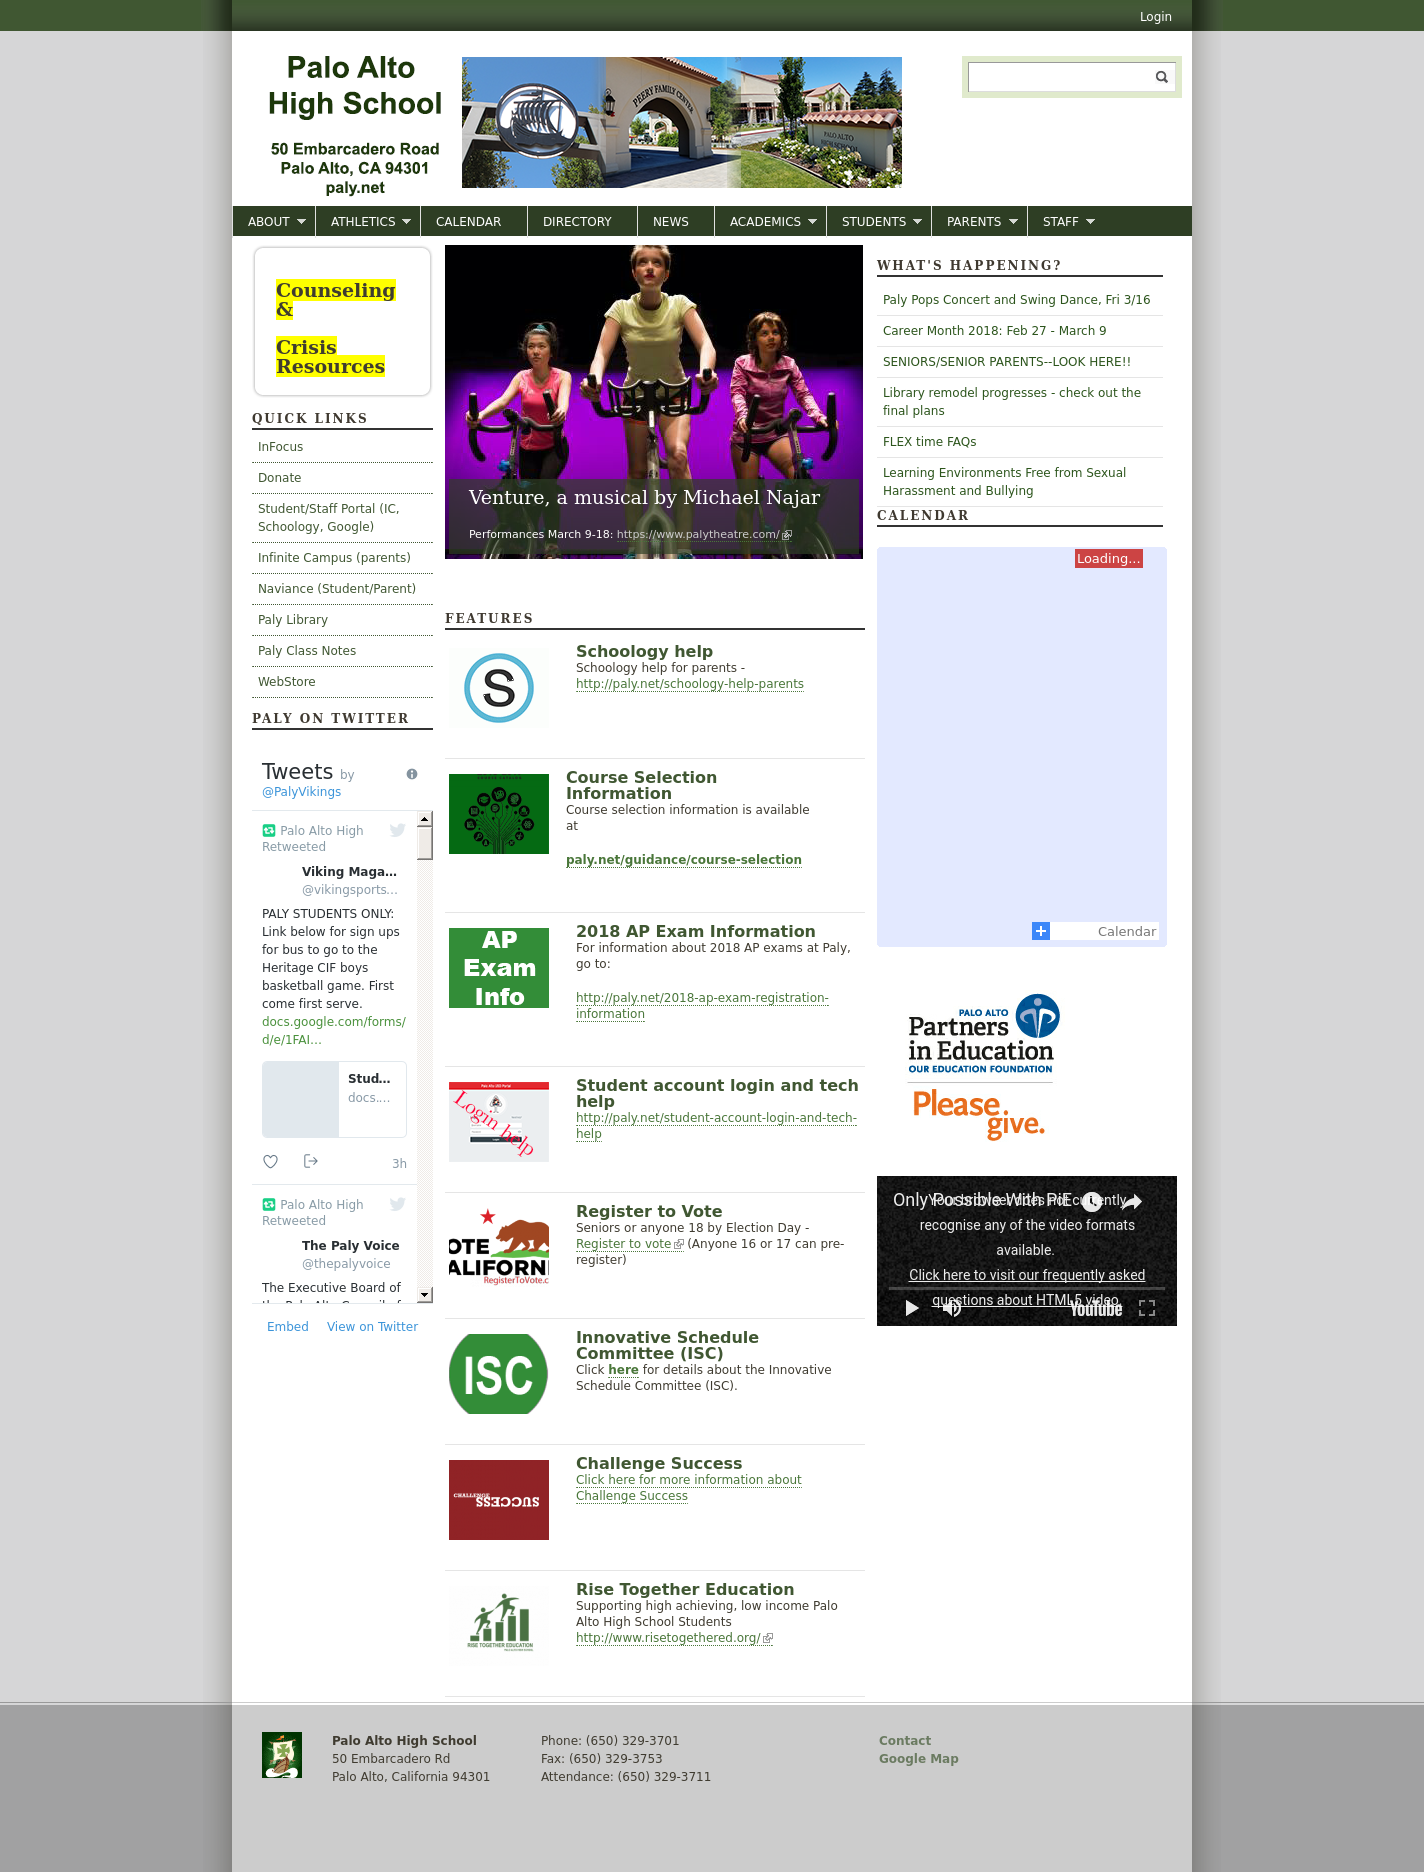 Login
Palo Alto
High School
50 Embarcadero Road
Palo Alto, CA 94301
paly.net
PEERY FAMILY CENTER
PALO ALTO
HIGH SCHOOL
ABOUT ATHLETICS CALENDAR DIRECTORY NEWS ACADEMICS STUDENTS PARENTS STAFF
Counseling
&
Crisis
Resources
QUICK LINKS
InFocus
Donate
Student/Staff Portal (IC,
Schoology, Google)
Infinite Campus (parents)
Naviance (Student/Parent)
Paly Library
Paly Class Notes
WebStore
PALY ON TWITTER
Tweets by
@PalyVikings
Palo Alto High
Retweeted
Viking Maga...
@vikingsports...
PALY STUDENTS ONLY:
Link below for sign ups
for bus to go to the
Heritage CIF boys
basketball game. First
come first serve.
docs.google.com/forms/
d/e/1FAI...
Stud...
docs....
3h
Palo Alto High
Retweeted
The Paly Voice
@thepalyvoice
The Executive Board of
the Palo Alto Council of
Embed View on Twitter
Venture, a musical by Michael Najar
Performances March 9-18: https://www.palytheatre.com/
FEATURES
S
Schoology help
Schoology help for parents -
http://paly.net/schoology-help-parents
Course Selection
Information
Course selection information is available
at
paly.net/guidance/course-selection
AP
Exam
Info
2018 AP Exam Information
For information about 2018 AP exams at Paly,
go to:
http://paly.net/2018-ap-exam-registration-
information
Login help
Student account login and tech
help
http://paly.net/student-account-login-and-tech-
help
OTE
ALIFORNI
RegisterToVote.c
Register to Vote
Seniors or anyone 18 by Election Day -
Register to vote (Anyone 16 or 17 can pre-
register)
ISC
Innovative Schedule
Committee (ISC)
Click here for details about the Innovative
Schedule Committee (ISC).
CHALLENGE
SUCCESS
Challenge Success
Click here for more information about
Challenge Success
RISE TOGETHER EDUCATION
Rise Together Education
Supporting high achieving, low income Palo
Alto High School Students
http://www.risetogethered.org/
WHAT'S HAPPENING?
Paly Pops Concert and Swing Dance, Fri 3/16
Career Month 2018: Feb 27 - March 9
SENIORS/SENIOR PARENTS--LOOK HERE!!
Library remodel progresses - check out the
final plans
FLEX time FAQs
Learning Environments Free from Sexual
Harassment and Bullying
CALENDAR
Loading...
Calendar
PALO ALTO
Partners
in Education
OUR EDUCATION FOUNDATION
Please
give.
Only Possible With PiE
Your browser does not currently
recognise any of the video formats
available.
Click here to visit our frequently asked
questions about HTML5 video.
YouTube
Palo Alto High School
50 Embarcadero Rd
Palo Alto, California 94301
Phone: (650) 329-3701
Fax: (650) 329-3753
Attendance: (650) 329-3711
Contact
Google Map